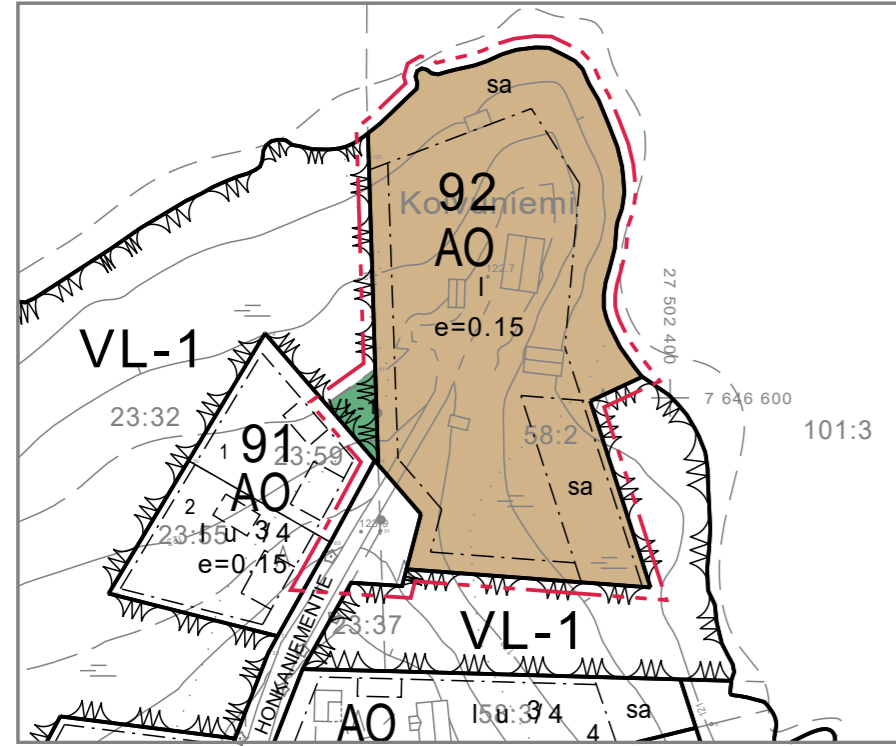 sa
92
Koivuniemi
AO
122.7
I
e=0.15
27 502 400
VL-1
7 646 600
23:32
101:3
91
23:59
1
58:2
AO
2
sa
23:55
I u 3/4
123.9
e=0.15
HONKANIEMENTIE
23:37
VL-1
I u 3/4
sa
AO
4